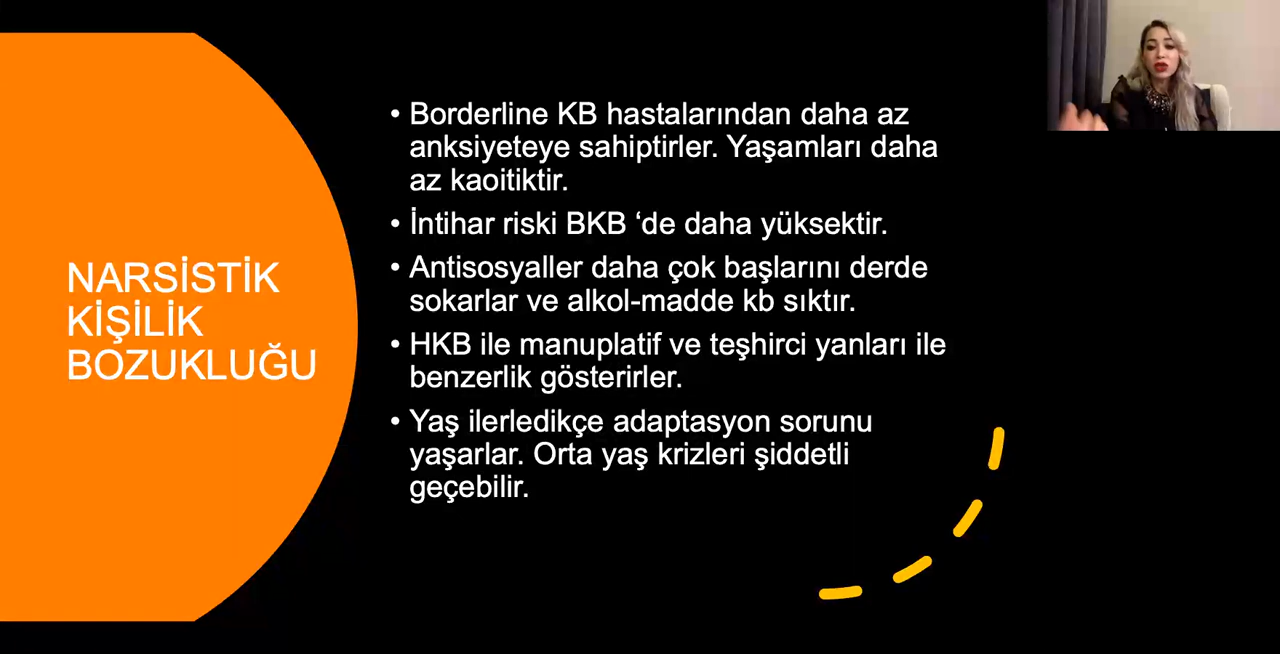 NARSİSTİK
KİŞİLİK
BOZUKLUĞU
• Borderline KB hastalarından daha az
anksiyeteye sahiptirler. Yaşamları daha
az kaoitiktir.
• İntihar riski BKB ‘de daha yüksektir.
• Antisosyaller daha çok başlarını derde
sokarlar ve alkol-madde kb sıktır.
• HKB ile manuplatif ve teşhirci yanları ile
benzerlik gösterirler.
• Yaş ilerledikçe adaptasyon sorunu
yaşarlar. Orta yaş krizleri şiddetli
geçebilir.